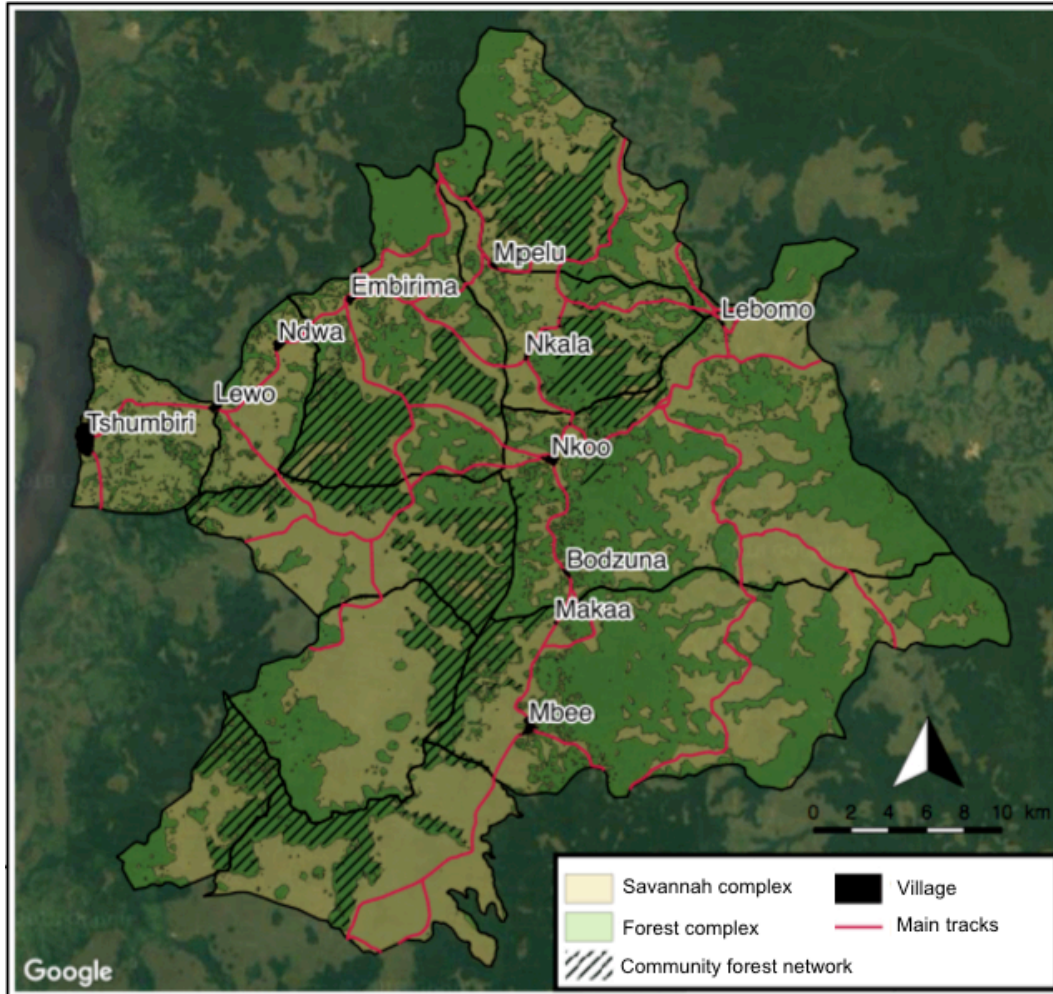 Mpelu
Embirima
Lebomo
Ndwa
Nkala
Lewo
Tshumbiri
Nkoo
Bodzuna
Makaa
Mbee
0 2 4 6 8 10 km
Savannah complex
Village
Forest complex
Main tracks
Community forest network
Google